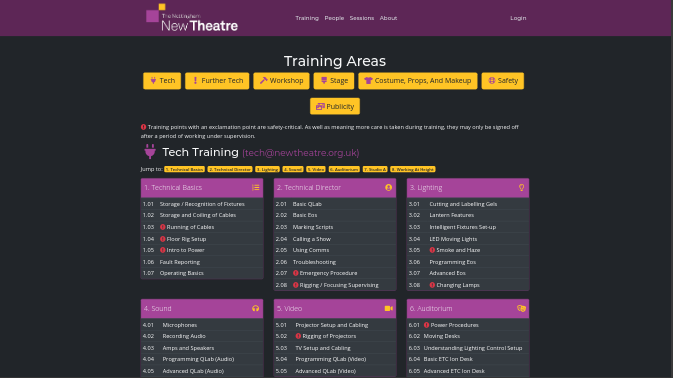 The Nottingham
New Theatre
Training People Sessions About
Login
Training Areas
Tech
Further Tech
Workshop
Stage
Costume, Props, And Makeup
Safety
Publicity
Training points with an exclamation point are safety-critical. As well as meaning more care is taken during training, they may only be signed off
after a period of working under supervision.
Tech Training (tech@newtheatre.org.uk)
Jump to: 1. Technical Basics 2. Technical Director 3. Lighting 4. Sound 5. Video 6. Auditorium 7. Studio A 8. Working At Height
1. Technical Basics
1.01 Storage / Recognition of Fixtures
1.02 Storage and Coiling of Cables
1.03 Running of Cables
1.04 Floor Rig Setup
1.05 Intro to Power
1.06 Fault Reporting
1.07 Operating Basics
2. Technical Director
2.01 Basic QLab
2.02 Basic Eos
2.03 Marking Scripts
2.04 Calling a Show
2.05 Using Comms
2.06 Troubleshooting
2.07 Emergency Procedure
2.08 Rigging / Focusing Supervising
3. Lighting
3.01 Cutting and Labelling Gels
3.02 Lantern Features
3.03 Intelligent Fixtures Set-up
3.04 LED Moving Lights
3.05 Smoke and Haze
3.06 Programming Eos
3.07 Advanced Eos
3.08 Changing Lamps
4. Sound
4.01 Microphones
4.02 Recording Audio
4.03 Amps and Speakers
4.04 Programming QLab (Audio)
4.05 Advanced QLab (Audio)
5. Video
5.01 Projector Setup and Cabling
5.02 Rigging of Projectors
5.03 TV Setup and Cabling
5.04 Programming QLab (Video)
5.05 Advanced QLab (Video)
6. Auditorium
6.01 Power Procedures
6.02 Moving Desks
6.03 Understanding Lighting Control Setup
6.04 Basic ETC Ion Desk
6.05 Advanced ETC Ion Desk